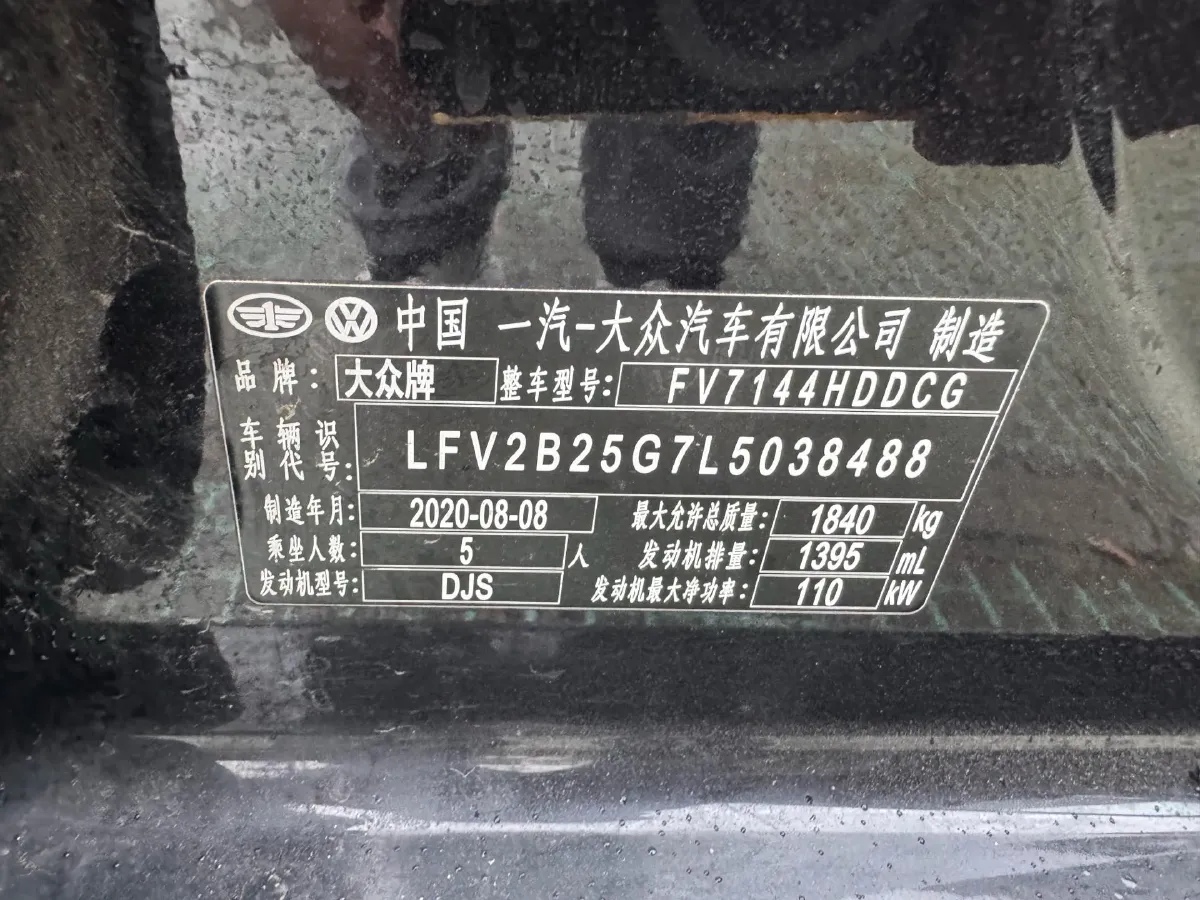 中国 一汽-大众汽车有限公司 制造
品牌: 大众牌 整车型号: FV7144HDDCG
车辆识别代号: LFV2B25G7L5038488
制造年月: 2020-08-08 最大允许总质量: 1840 kg
乘坐人数: 5 人 发动机排量: 1395 mL
发动机型号: DJS 发动机最大净功率: 110 kW